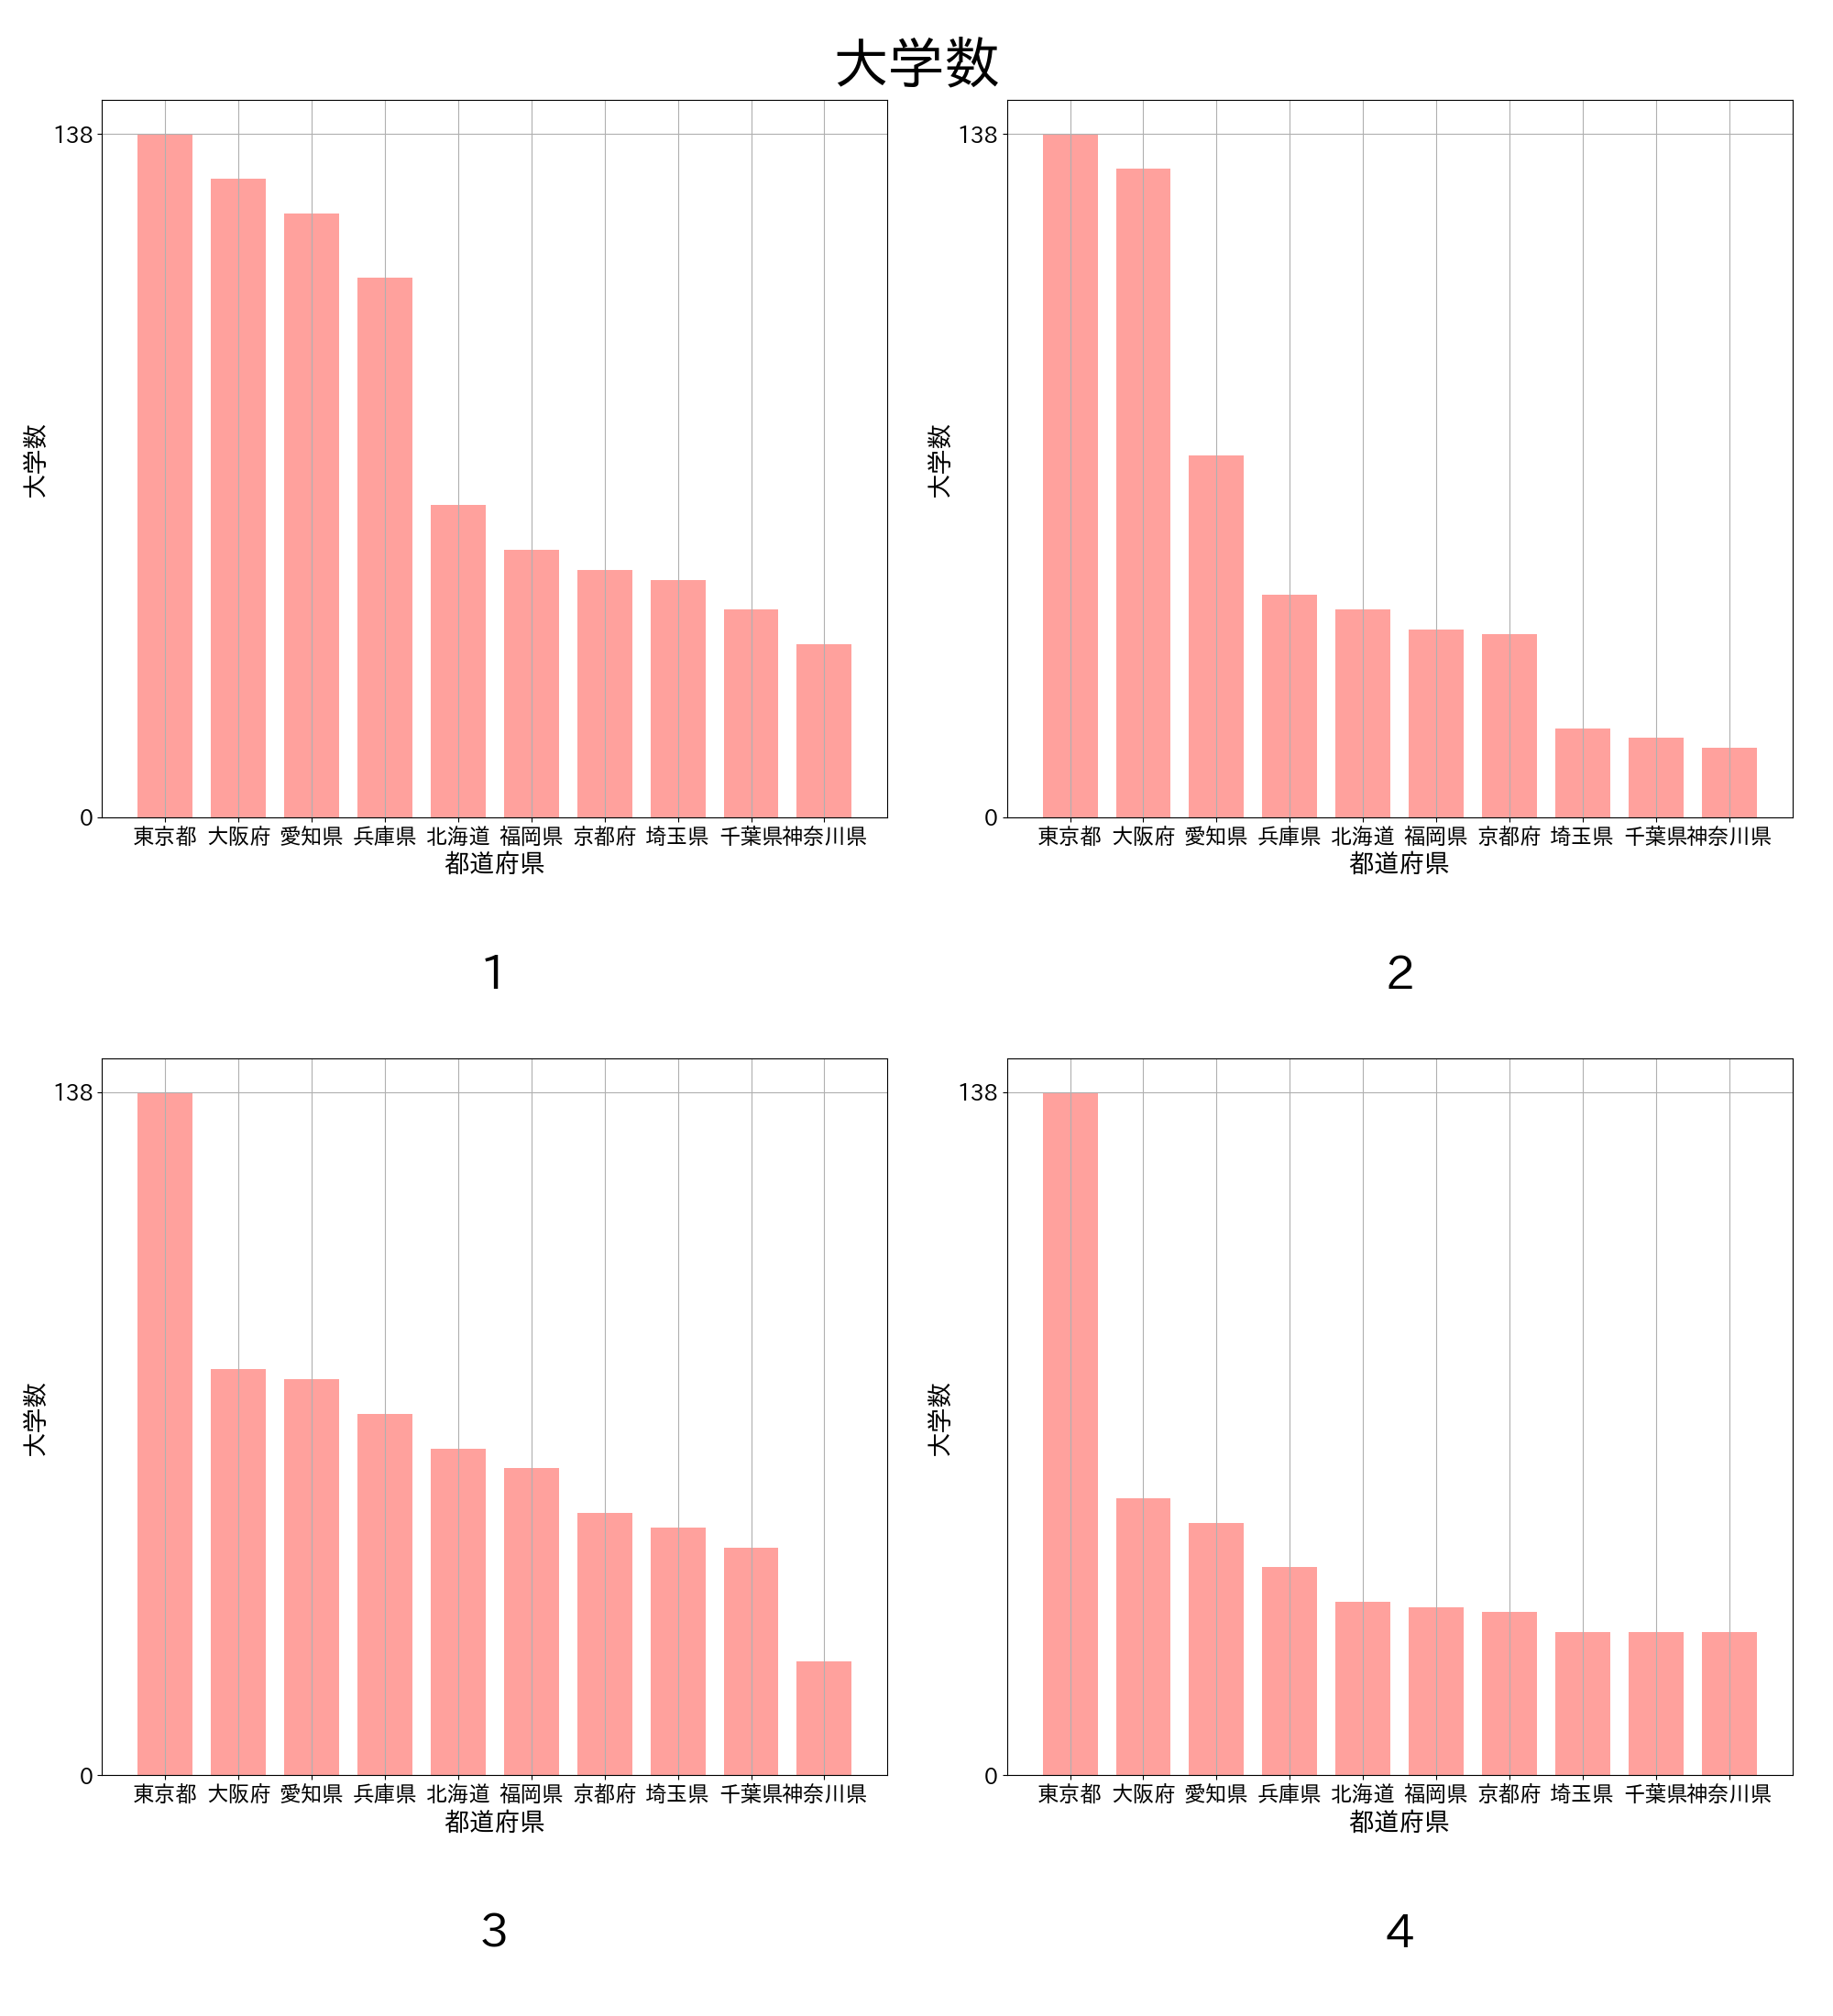 大学数
138
大学数
0
東京都 大阪府 愛知県 兵庫県 北海道 福岡県 京都府 埼玉県 千葉県 神奈川県
都道府県
1
138
大学数
0
東京都 大阪府 愛知県 兵庫県 北海道 福岡県 京都府 埼玉県 千葉県 神奈川県
都道府県
2
138
大学数
0
東京都 大阪府 愛知県 兵庫県 北海道 福岡県 京都府 埼玉県 千葉県 神奈川県
都道府県
3
138
大学数
0
東京都 大阪府 愛知県 兵庫県 北海道 福岡県 京都府 埼玉県 千葉県 神奈川県
都道府県
4